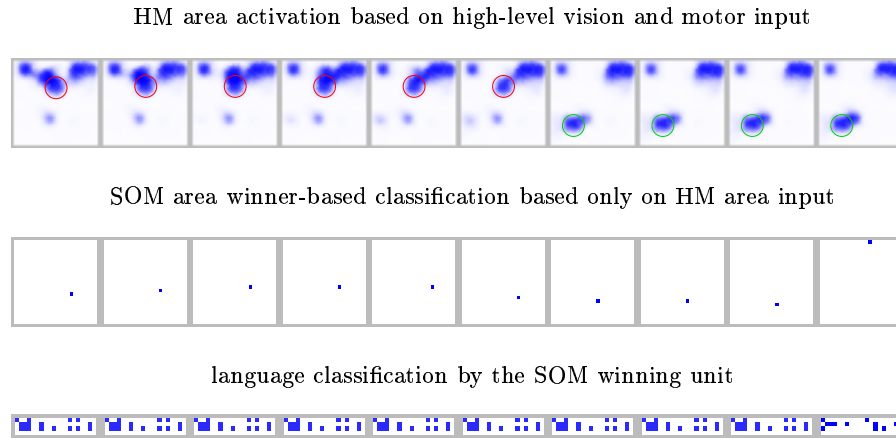 HM area activation based on high-level vision and motor input
SOM area winner-based classification based only on HM area input
language classification by the SOM winning unit